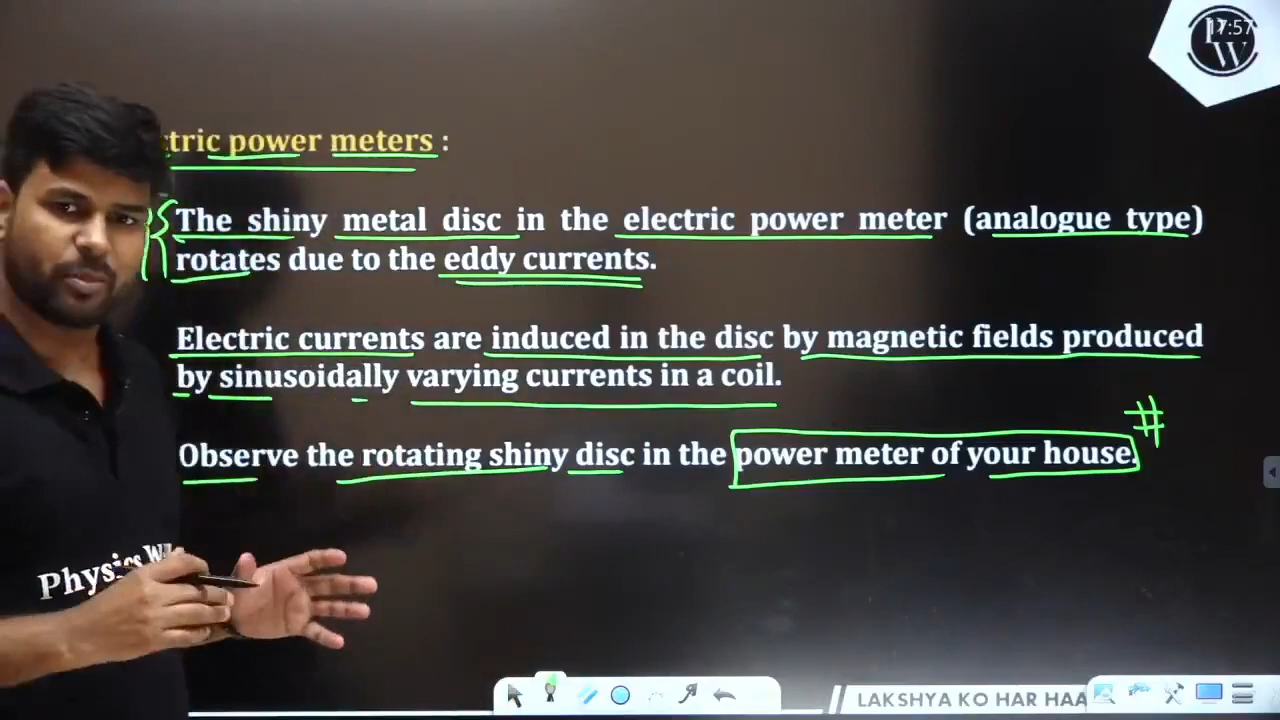 17:57
PW
ctric power meters :
The shiny metal disc in the electric power meter (analogue type)
rotates due to the eddy currents.
Electric currents are induced in the disc by magnetic fields produced
by sinusoidally varying currents in a coil.
#
Observe the rotating shiny disc in the power meter of your house.
Physics W
LAKSHYA KO HAR HAA